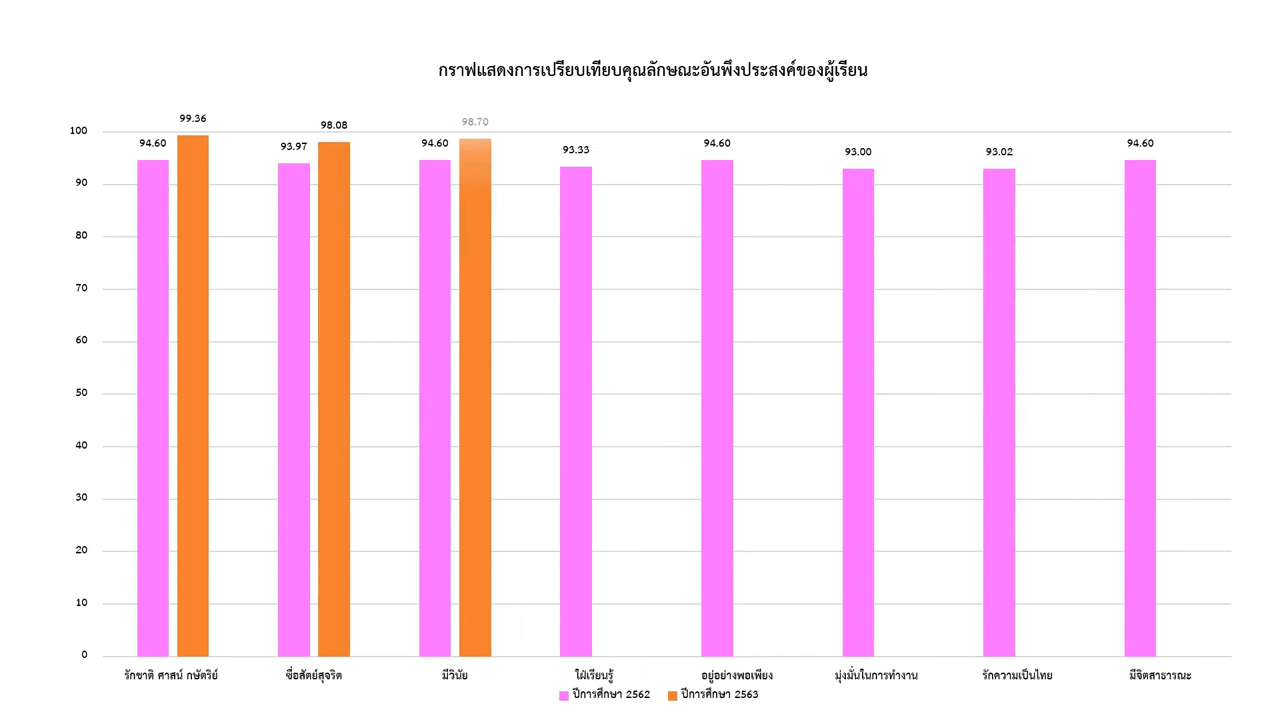 กราฟแสดงการเปรียบเทียบคุณลักษณะอันพึงประสงค์ของผู้เรียน
99.36 98.08 98.70
94.60 93.97 94.60 93.33 94.60 93.00 93.02 94.60
100
90
80
70
60
50
40
30
20
10
0
รักชาติ ศาสน์ กษัตริย์ ซื่อสัตย์สุจริต มีวินัย ใฝ่เรียนรู้ อยู่อย่างพอเพียง มุ่งมั่นในการทำงาน รักความเป็นไทย มีจิตสาธารณะ
ปีการศึกษา 2562 ปีการศึกษา 2563